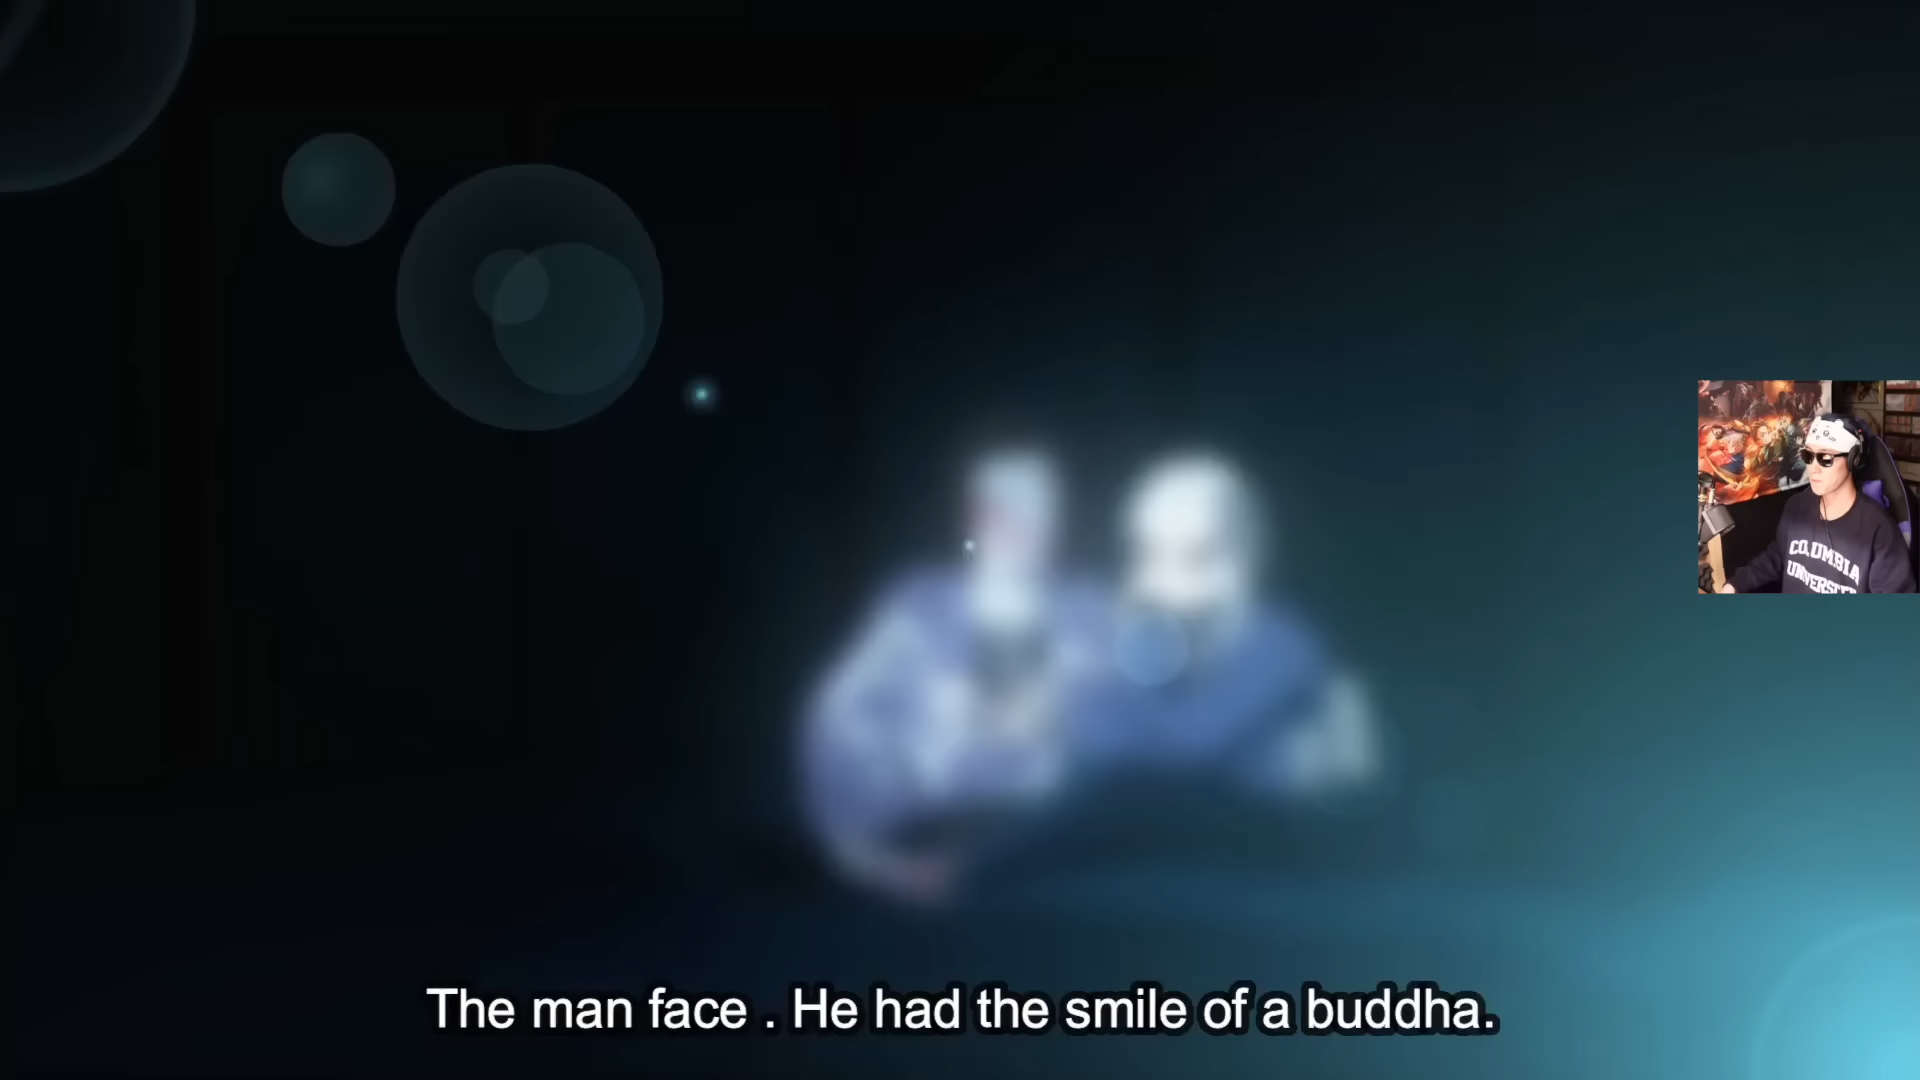 COLUMBIA
UNIVERSITY
The man face . He had the smile of a buddha.